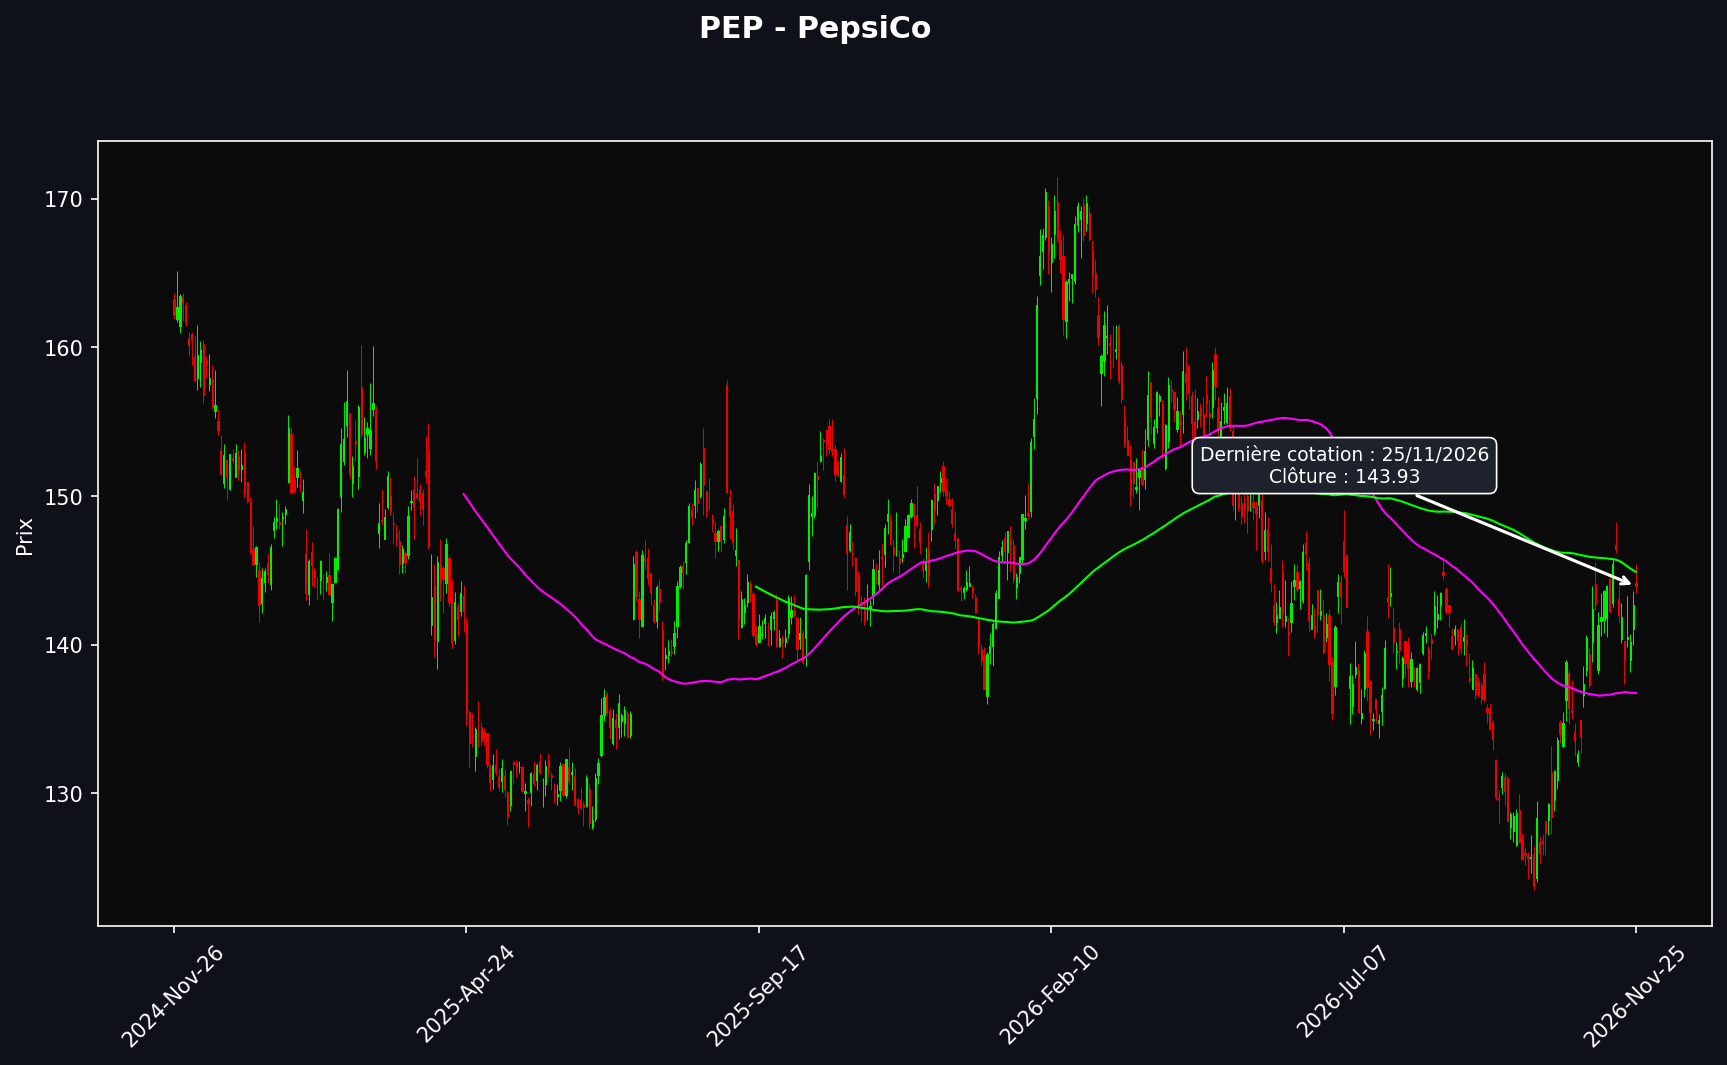 PEP - PepsiCo
Prix
170
160
150
140
130
Dernière cotation : 25/11/2026
Clôture : 143.93
2024-Nov-26
2025-Apr-24
2025-Sep-17
2026-Feb-10
2026-Jul-07
2026-Nov-25